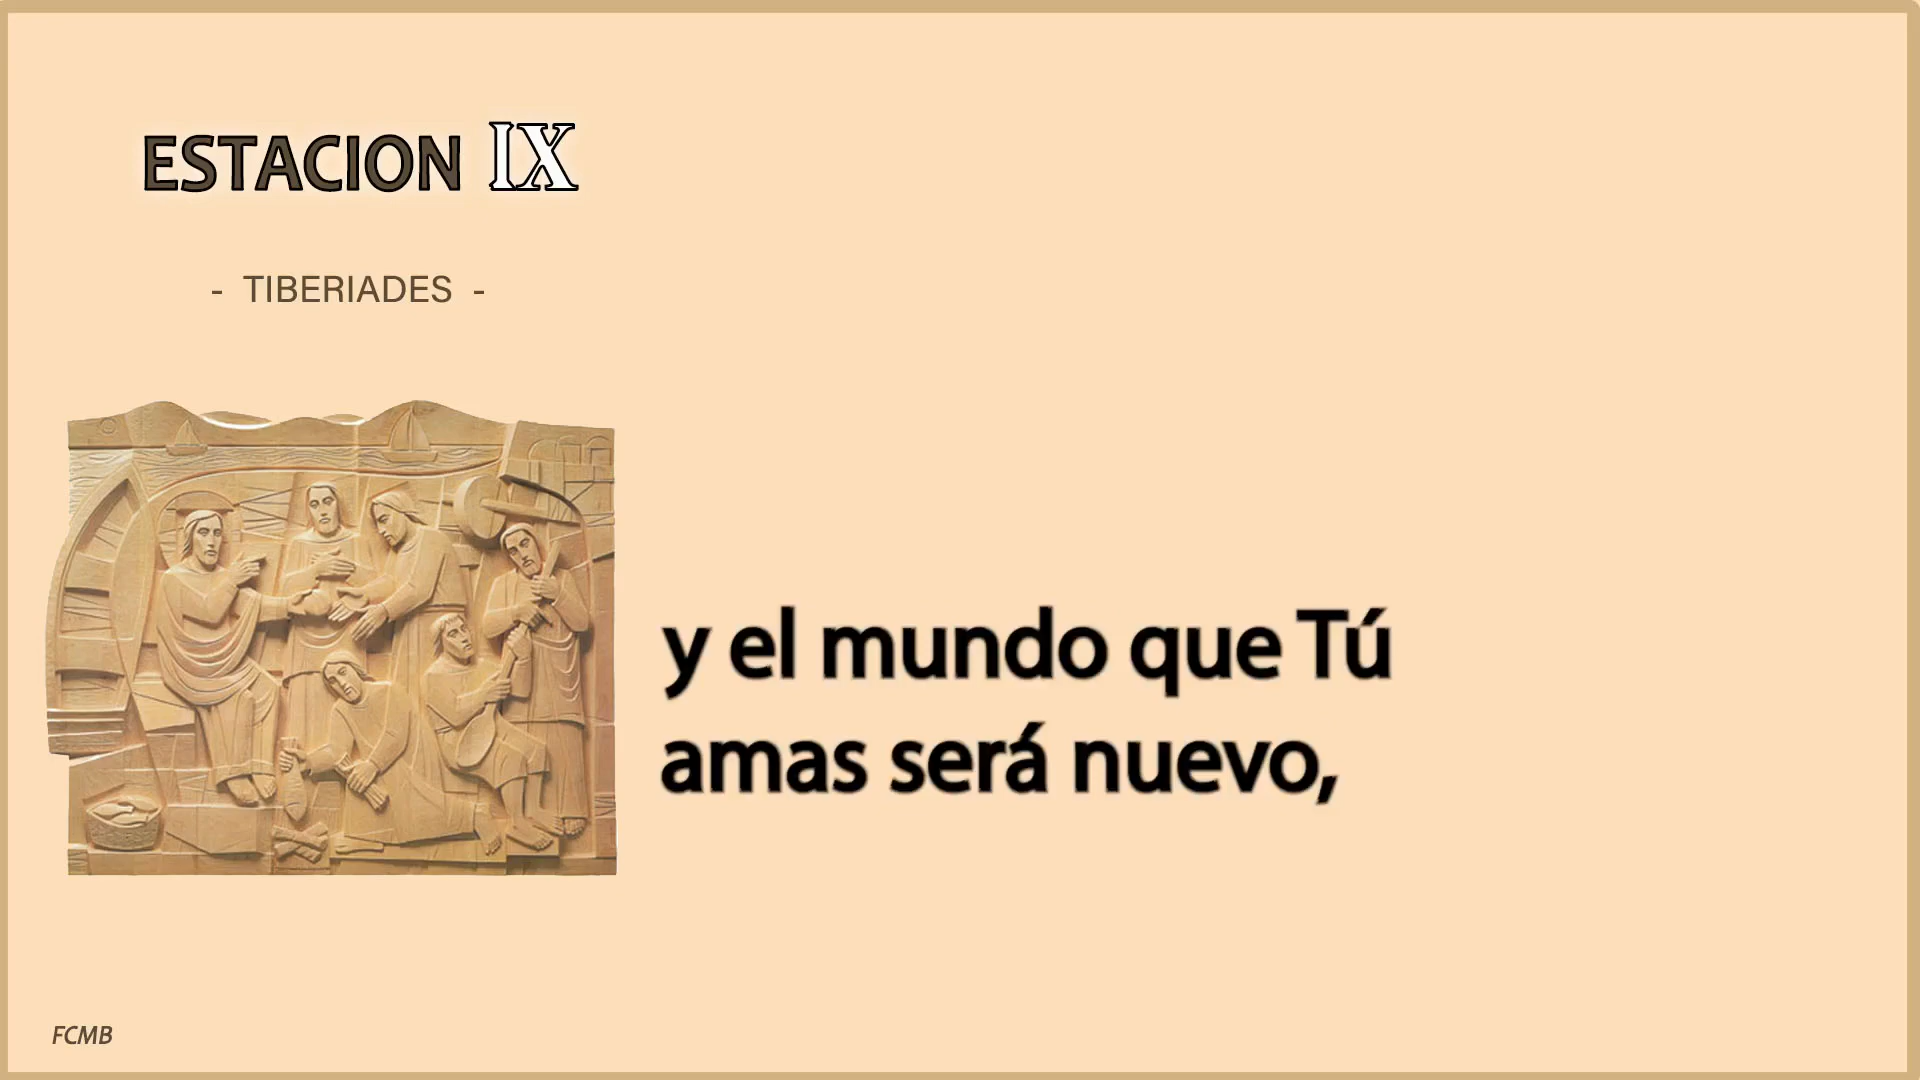 ESTACION IX
- TIBERIADES -
y el mundo que Tú
amas será nuevo,
FCMB